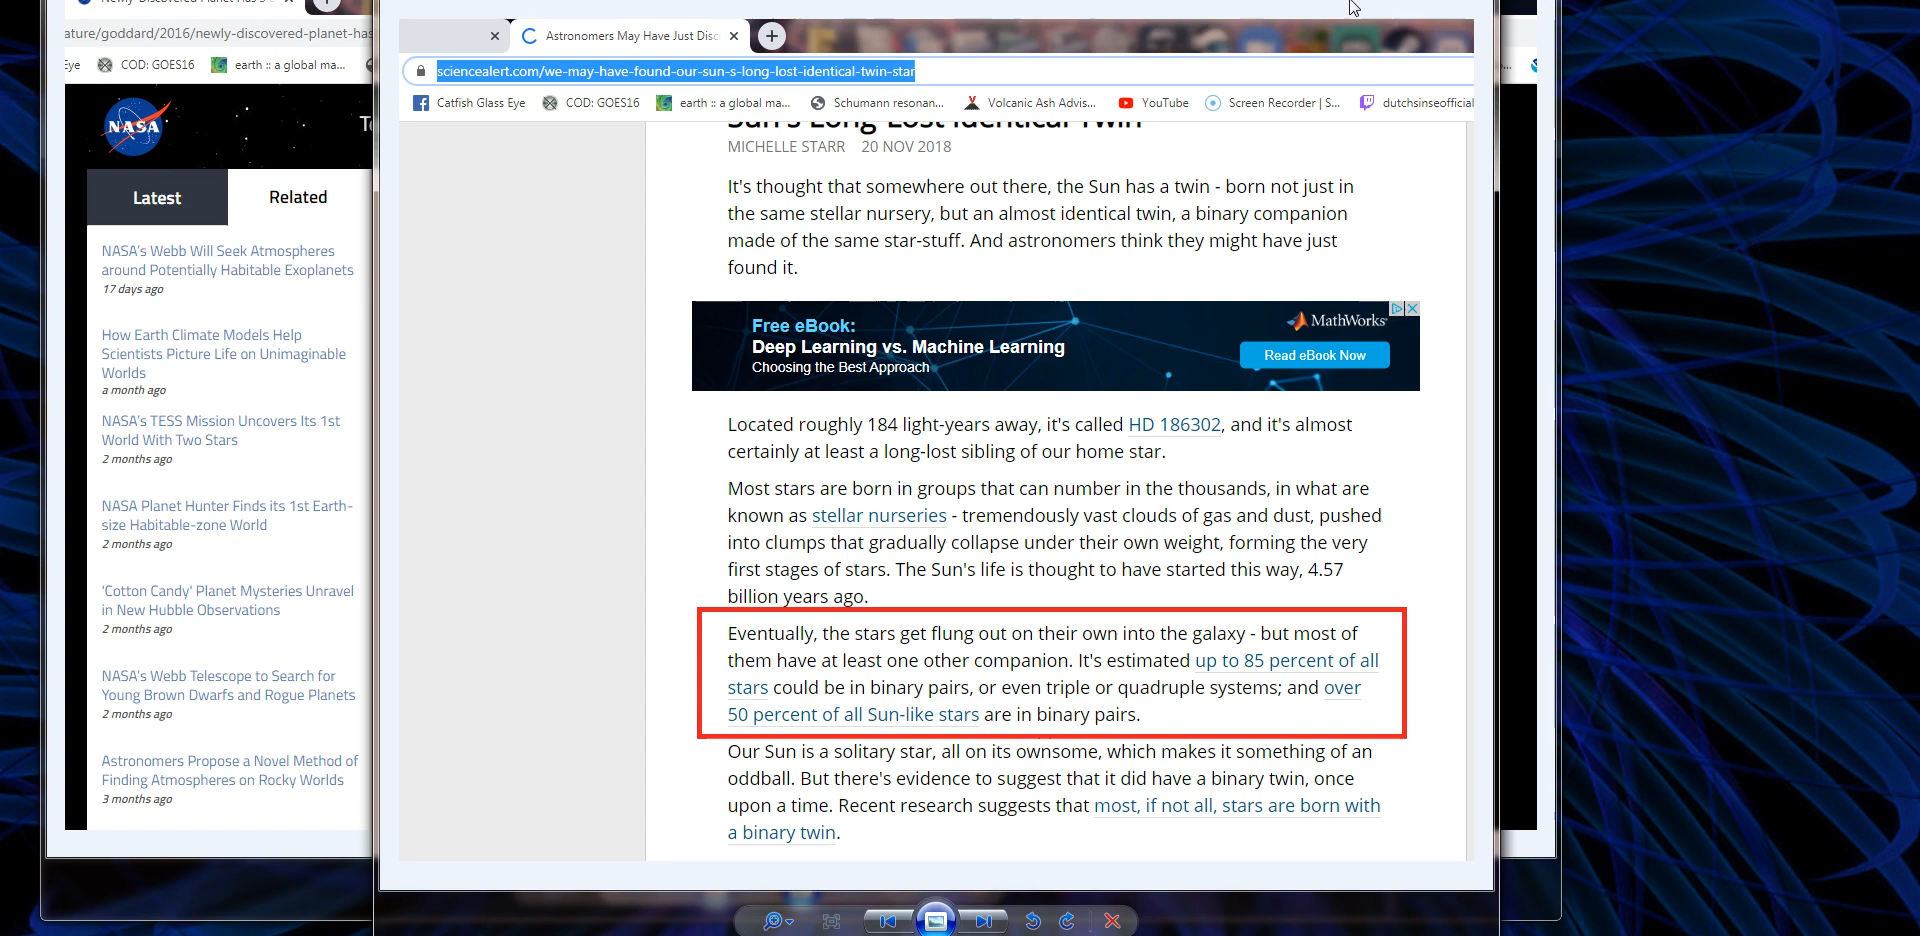 ature/goddard/2016/newly-discovered-planet-has
Eye
COD: GOES16
earth :: a global ma...
NASA
Latest
Related
NASA's Webb Will Seek Atmospheres
around Potentially Habitable Exoplanets
17 days ago
How Earth Climate Models Help
Scientists Picture Life on Unimaginable
Worlds
a month ago
NASA's TESS Mission Uncovers Its 1st
World With Two Stars
2 months ago
NASA Planet Hunter Finds its 1st Earth-
size Habitable-zone World
2 months ago
'Cotton Candy' Planet Mysteries Unravel
in New Hubble Observations
2 months ago
NASA's Webb Telescope to Search for
Young Brown Dwarfs and Rogue Planets
2 months ago
Astronomers Propose a Novel Method of
Finding Atmospheres on Rocky Worlds
3 months ago
Astronomers May Have Just Disc
sciencealert.com/we-may-have-found-our-sun-s-long-lost-identical-twin-star
Catfish Glass Eye
COD: GOES16
earth :: a global ma...
Schumann resonan...
Volcanic Ash Advis...
YouTube
Screen Recorder | S...
dutchsinseofficial
Sun's Long-Lost Identical Twin
MICHELLE STARR 20 NOV 2018
It's thought that somewhere out there, the Sun has a twin - born not just in
the same stellar nursery, but an almost identical twin, a binary companion
made of the same star-stuff. And astronomers think they might have just
found it.
Free eBook:
Deep Learning vs. Machine Learning
Choosing the Best Approach
MathWorks
Read eBook Now
Located roughly 184 light-years away, it's called HD 186302, and it's almost
certainly at least a long-lost sibling of our home star.
Most stars are born in groups that can number in the thousands, in what are
known as stellar nurseries - tremendously vast clouds of gas and dust, pushed
into clumps that gradually collapse under their own weight, forming the very
first stages of stars. The Sun's life is thought to have started this way, 4.57
billion years ago.
Eventually, the stars get flung out on their own into the galaxy - but most of
them have at least one other companion. It's estimated up to 85 percent of all
stars could be in binary pairs, or even triple or quadruple systems; and over
50 percent of all Sun-like stars are in binary pairs.
Our Sun is a solitary star, all on its ownsome, which makes it something of an
oddball. But there's evidence to suggest that it did have a binary twin, once
upon a time. Recent research suggests that most, if not all, stars are born with
a binary twin.